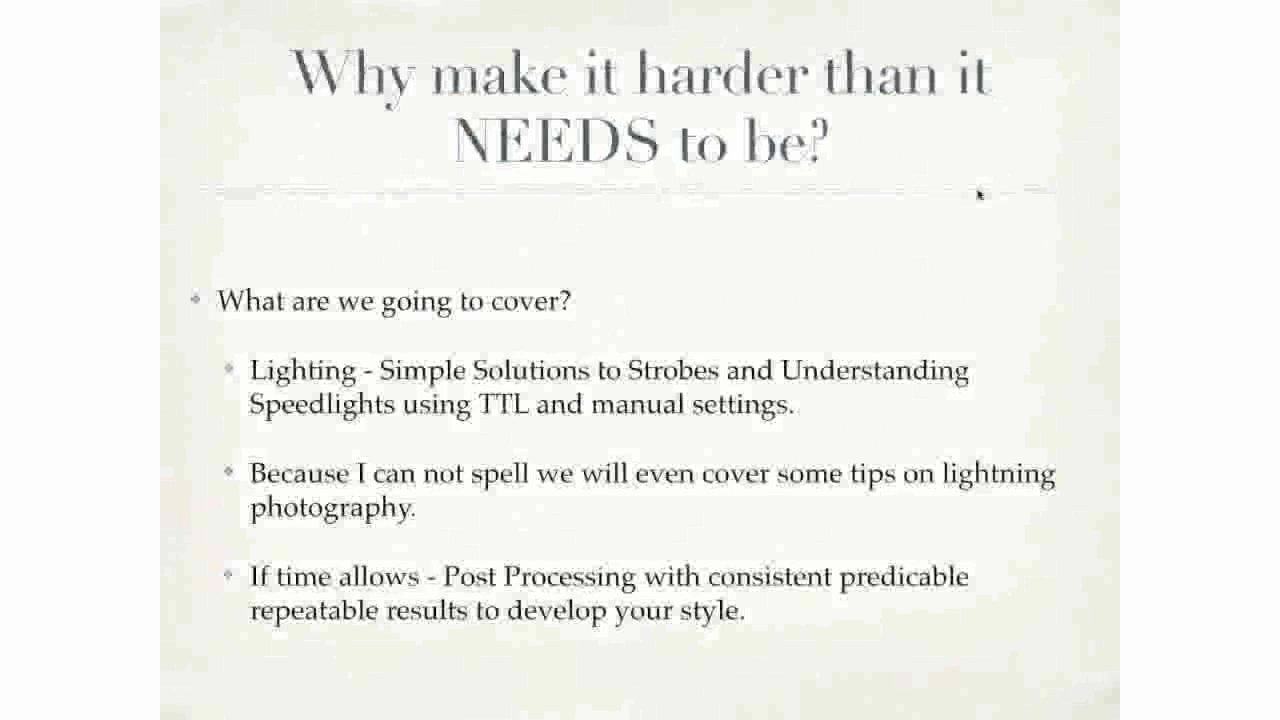 Why make it harder than it
NEEDS to be?
What are we going to cover?
Lighting - Simple Solutions to Strobes and Understanding
Speedlights using TTL and manual settings.
Because I can not spell we will even cover some tips on lightning
photography.
If time allows - Post Processing with consistent predicable
repeatable results to develop your style.